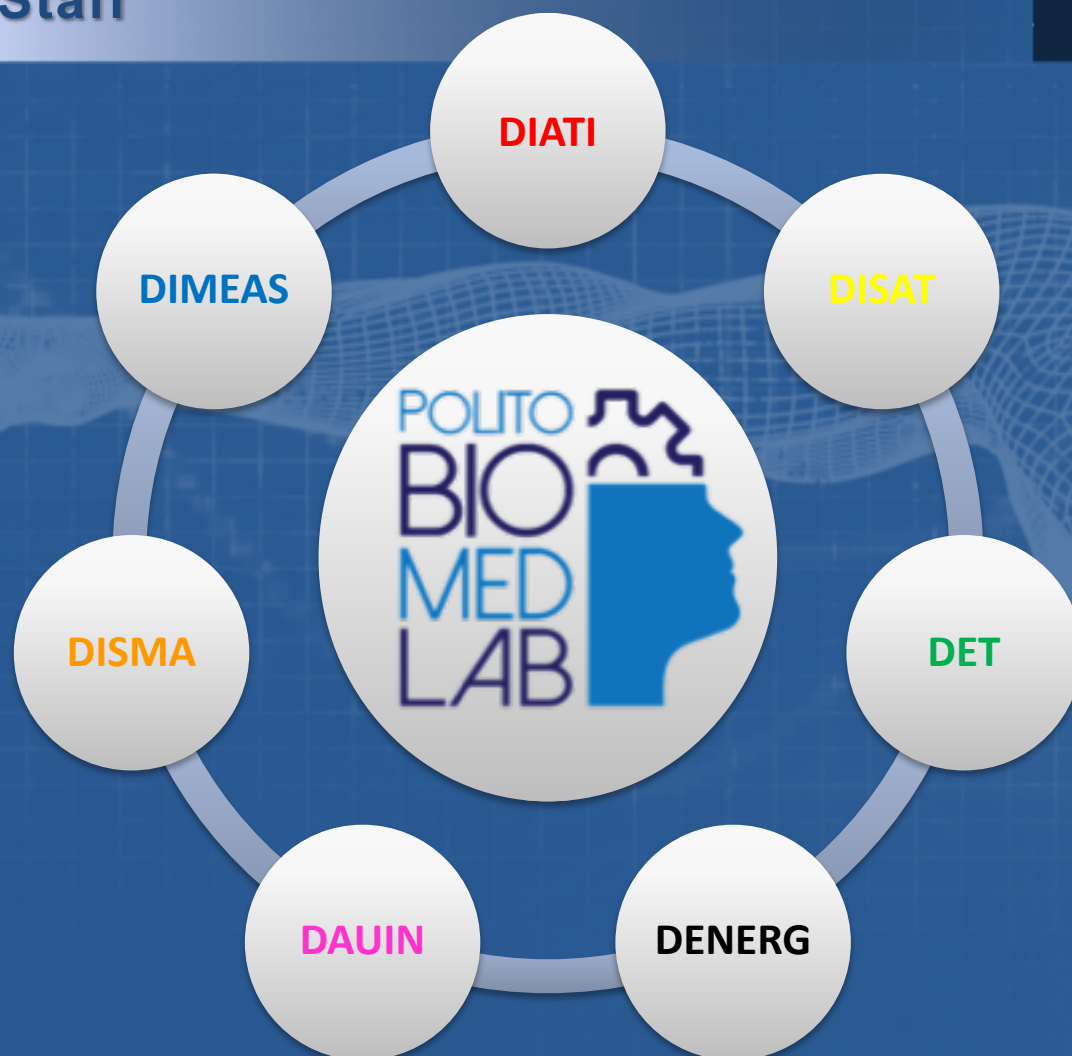 Staff
DIATI
DIMEAS
DISAT
POLITO
BIO
MED
LAB
DISMA
DET
DAUIN
DENERG